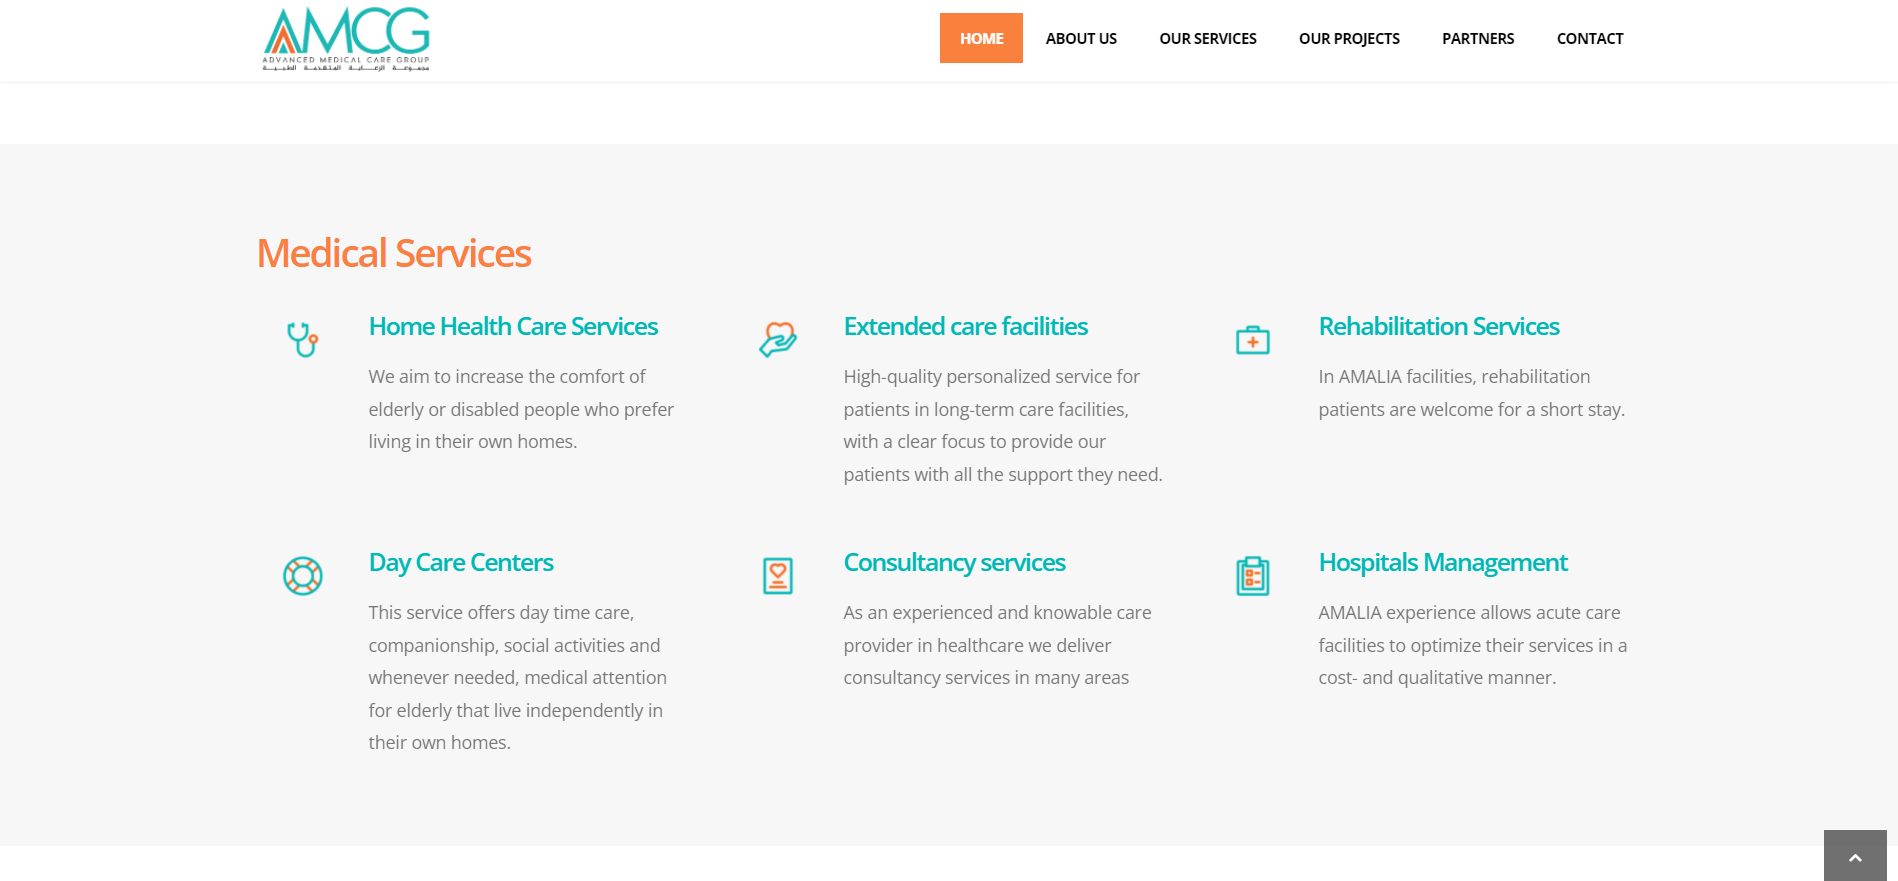 AMCG
ADVANCED MEDICAL CARE GROUP
مجموعة الرعاية المتقدمة الطبية
HOME
ABOUT US
OUR SERVICES
OUR PROJECTS
PARTNERS
CONTACT
Medical Services
Home Health Care Services
We aim to increase the comfort of
elderly or disabled people who prefer
living in their own homes.
Extended care facilities
High-quality personalized service for
patients in long-term care facilities,
with a clear focus to provide our
patients with all the support they need.
Rehabilitation Services
In AMALIA facilities, rehabilitation
patients are welcome for a short stay.
Day Care Centers
This service offers day time care,
companionship, social activities and
whenever needed, medical attention
for elderly that live independently in
their own homes.
Consultancy services
As an experienced and knowable care
provider in healthcare we deliver
consultancy services in many areas
Hospitals Management
AMALIA experience allows acute care
facilities to optimize their services in a
cost- and qualitative manner.